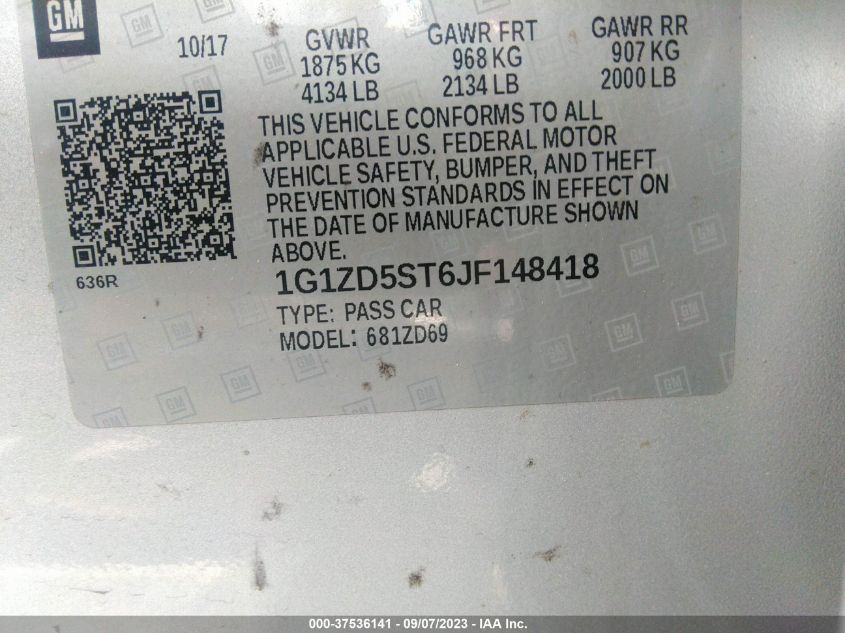 GM
10/17 GVWR GAWR FRT GAWR RR
1875 KG 968 KG 907 KG
4134 LB 2134 LB 2000 LB
THIS VEHICLE CONFORMS TO ALL
APPLICABLE U.S. FEDERAL MOTOR
VEHICLE SAFETY, BUMPER, AND THEFT
PREVENTION STANDARDS IN EFFECT ON
THE DATE OF MANUFACTURE SHOWN
ABOVE.
636R
1G1ZD5ST6JF148418
TYPE: PASS CAR
MODEL: 681ZD69
000-37536141 - 09/07/2023 - IAA Inc.